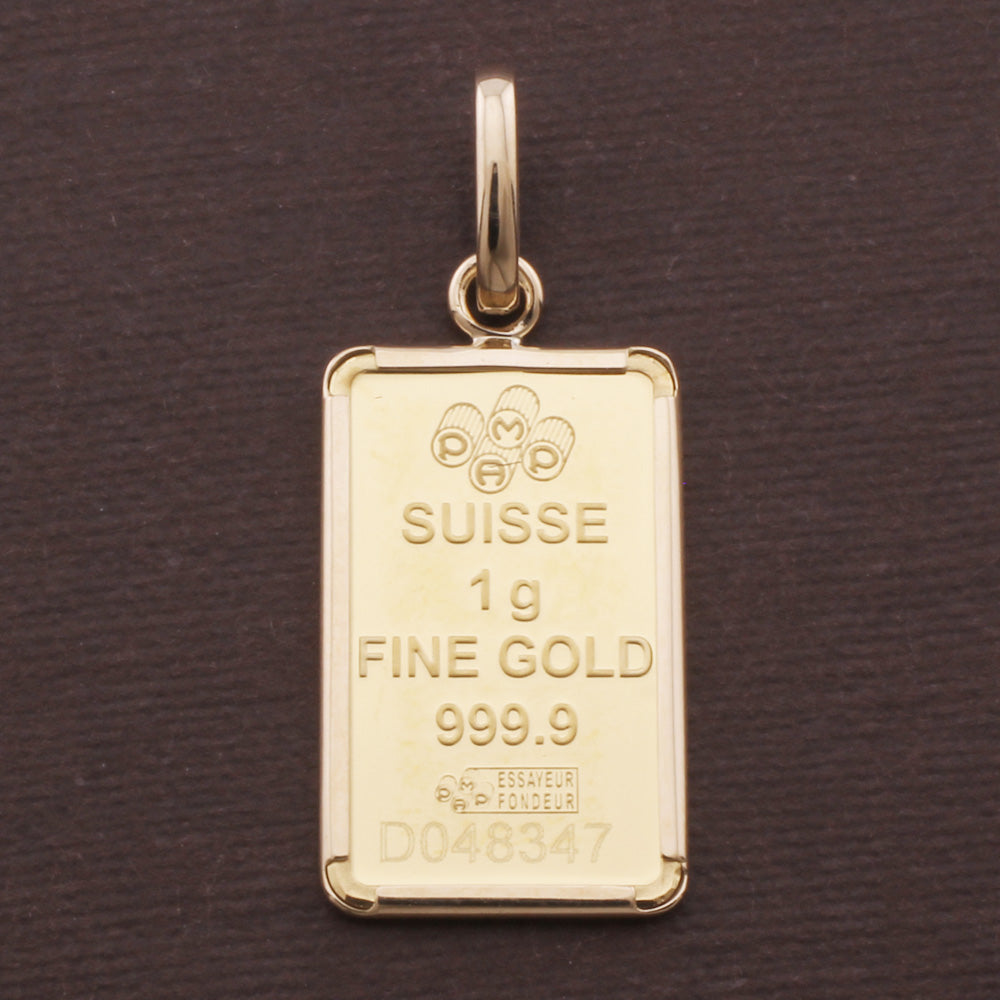 PAMP
SUISSE
1 g
FINE GOLD
999.9
PAMP ESSAYEUR
FONDEUR
D048347